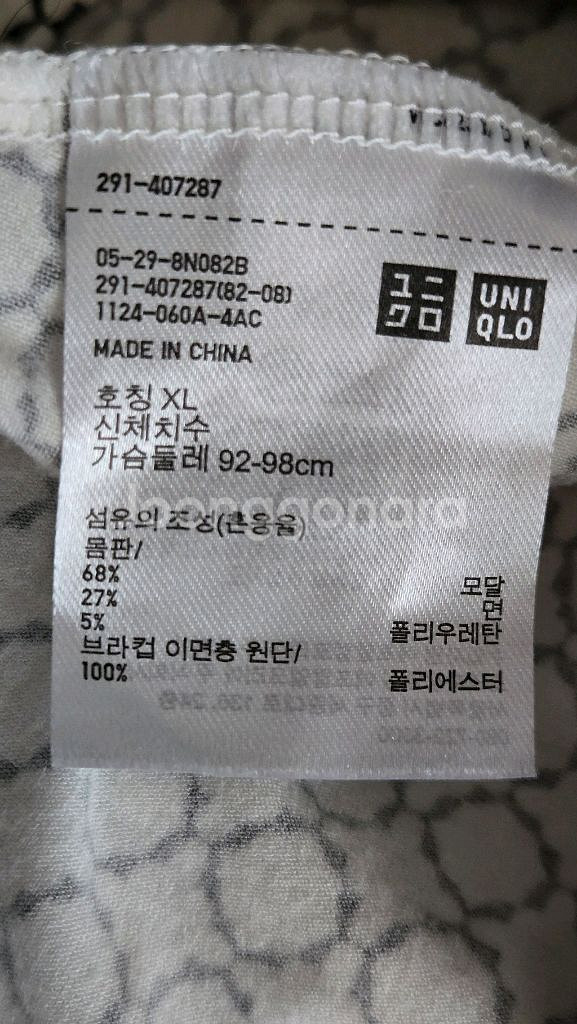 291-407287
05-29-8N082B
291-407287(82-08)
1124-060A-4AC
MADE IN CHINA
ユニ
クロ
UNI
QLO
호칭 XL
신체치수
가슴둘레 92-98cm
섬유의 조성(혼용율)
몸판/
68% 모달
27% 면
5% 폴리우레탄
브라컵 이면층 원단/
100% 폴리에스터